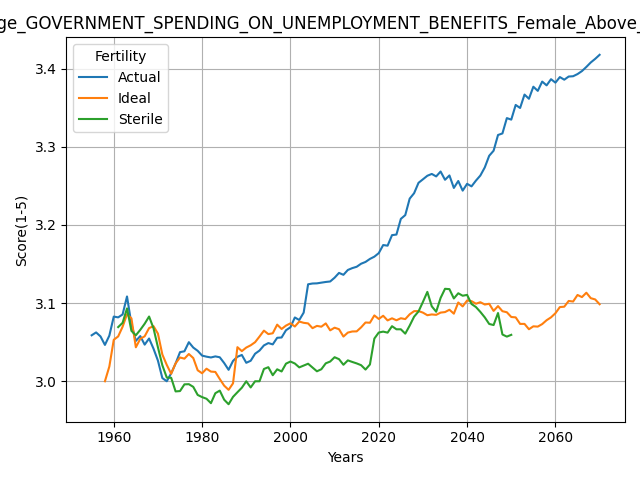 ge_GOVERNMENT_SPENDING_ON_UNEMPLOYMENT_BENEFITS_Female_Above_
Fertility
Actual
Ideal
Sterile
Score(1-5)
3.4
3.3
3.2
3.1
3.0
1960 1980 2000 2020 2040 2060
Years